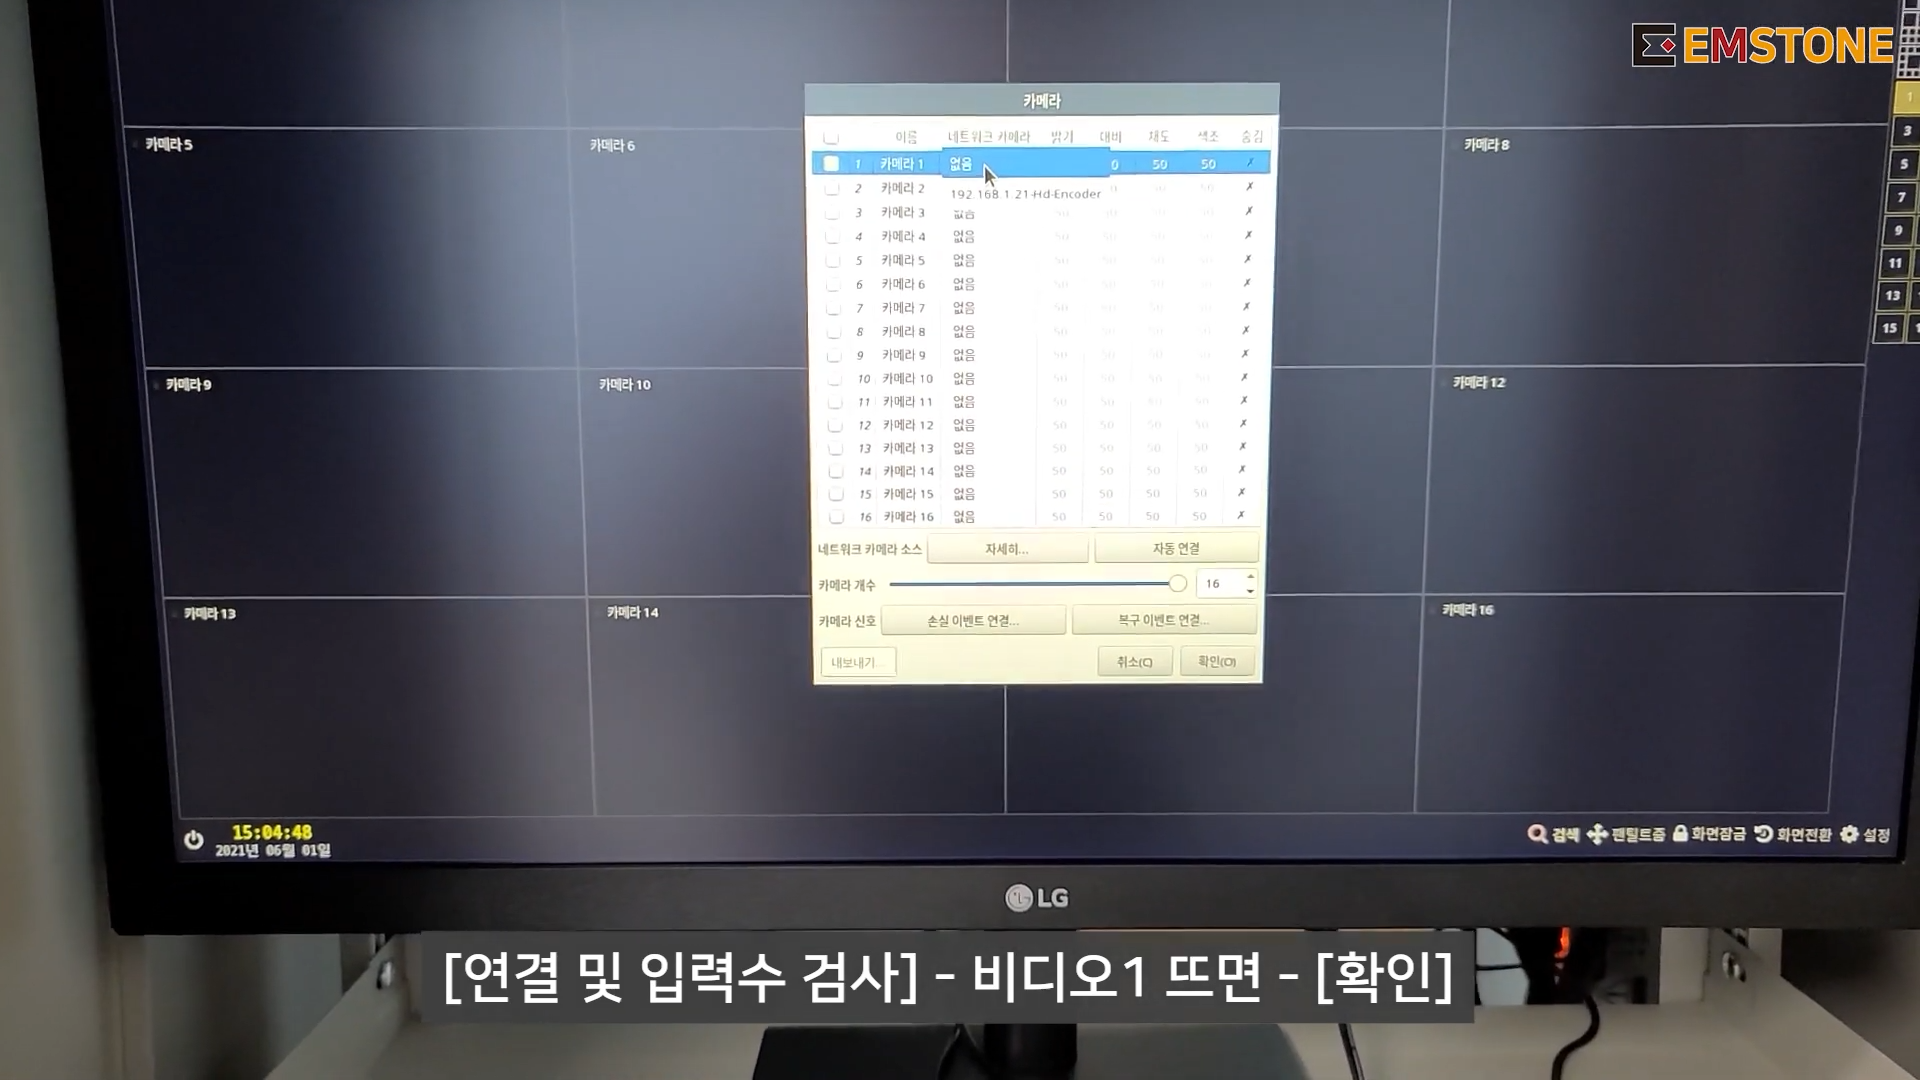 EMSTONE
카메라
이름 네트워크 카메라 밝기 대비 채도 색조 숨김
1 카메라 1 없음 0 50 50 ✗
192.168.1.21-Hd-Encoder
2 카메라 2 ✗
3 카메라 3 없음 50 ✗
4 카메라 4 없음 50 50 50 50 ✗
5 카메라 5 없음 50 50 50 50 ✗
6 카메라 6 없음 50 50 50 50 ✗
7 카메라 7 없음 50 50 50 50 ✗
8 카메라 8 없음 50 50 50 50 ✗
9 카메라 9 없음 50 50 50 50 ✗
10 카메라 10 없음 50 50 50 50 ✗
11 카메라 11 없음 50 50 50 50 ✗
12 카메라 12 없음 50 50 50 50 ✗
13 카메라 13 없음 50 50 50 50 ✗
14 카메라 14 없음 50 50 50 50 ✗
15 카메라 15 없음 50 50 50 50 ✗
16 카메라 16 없음 50 50 50 50 ✗
네트워크 카메라 소스 자세히... 자동 연결
카메라 개수 16
카메라 신호 손실 이벤트 연결... 복구 이벤트 연결...
내보내기... 취소(C) 확인(O)
카메라 5
카메라 6
카메라 8
카메라 9
카메라 10
카메라 12
카메라 13
카메라 14
카메라 16
1
3
5
7
9
11
13
15
15:04:48
2021년 06월 01일
검색 팬틸트줌 화면잠금 화면전환 설정
LG
[연결 및 입력수 검사] - 비디오1 뜨면 - [확인]